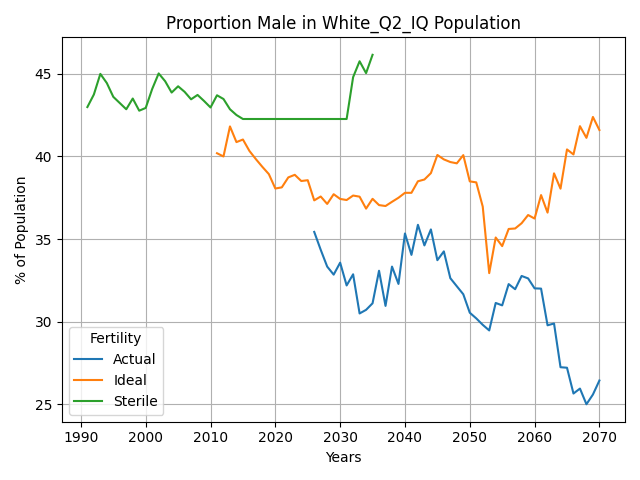 Proportion Male in White_Q2_IQ Population
% of Population
45
40
35
30
25
Fertility
Actual
Ideal
Sterile
1990 2000 2010 2020 2030 2040 2050 2060 2070
Years